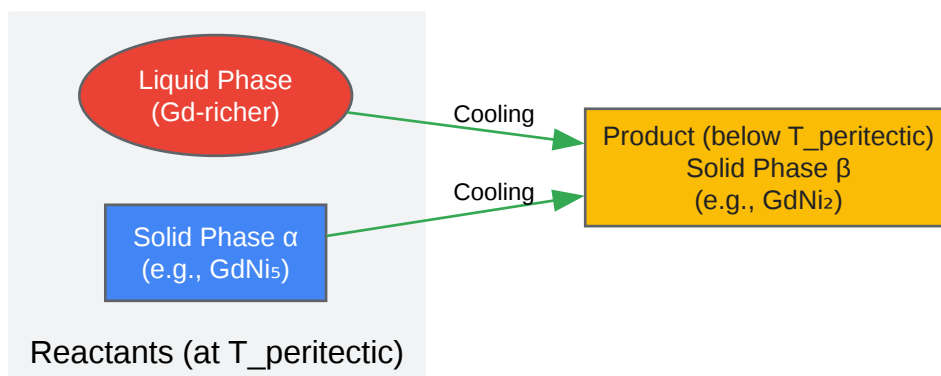 Liquid Phase
(Gd-richer)
Cooling
Product (below T_peritectic)
Solid Phase β
(e.g., GdNi₂)
Cooling
Solid Phase α
(e.g., GdNi₅)
Reactants (at T_peritectic)